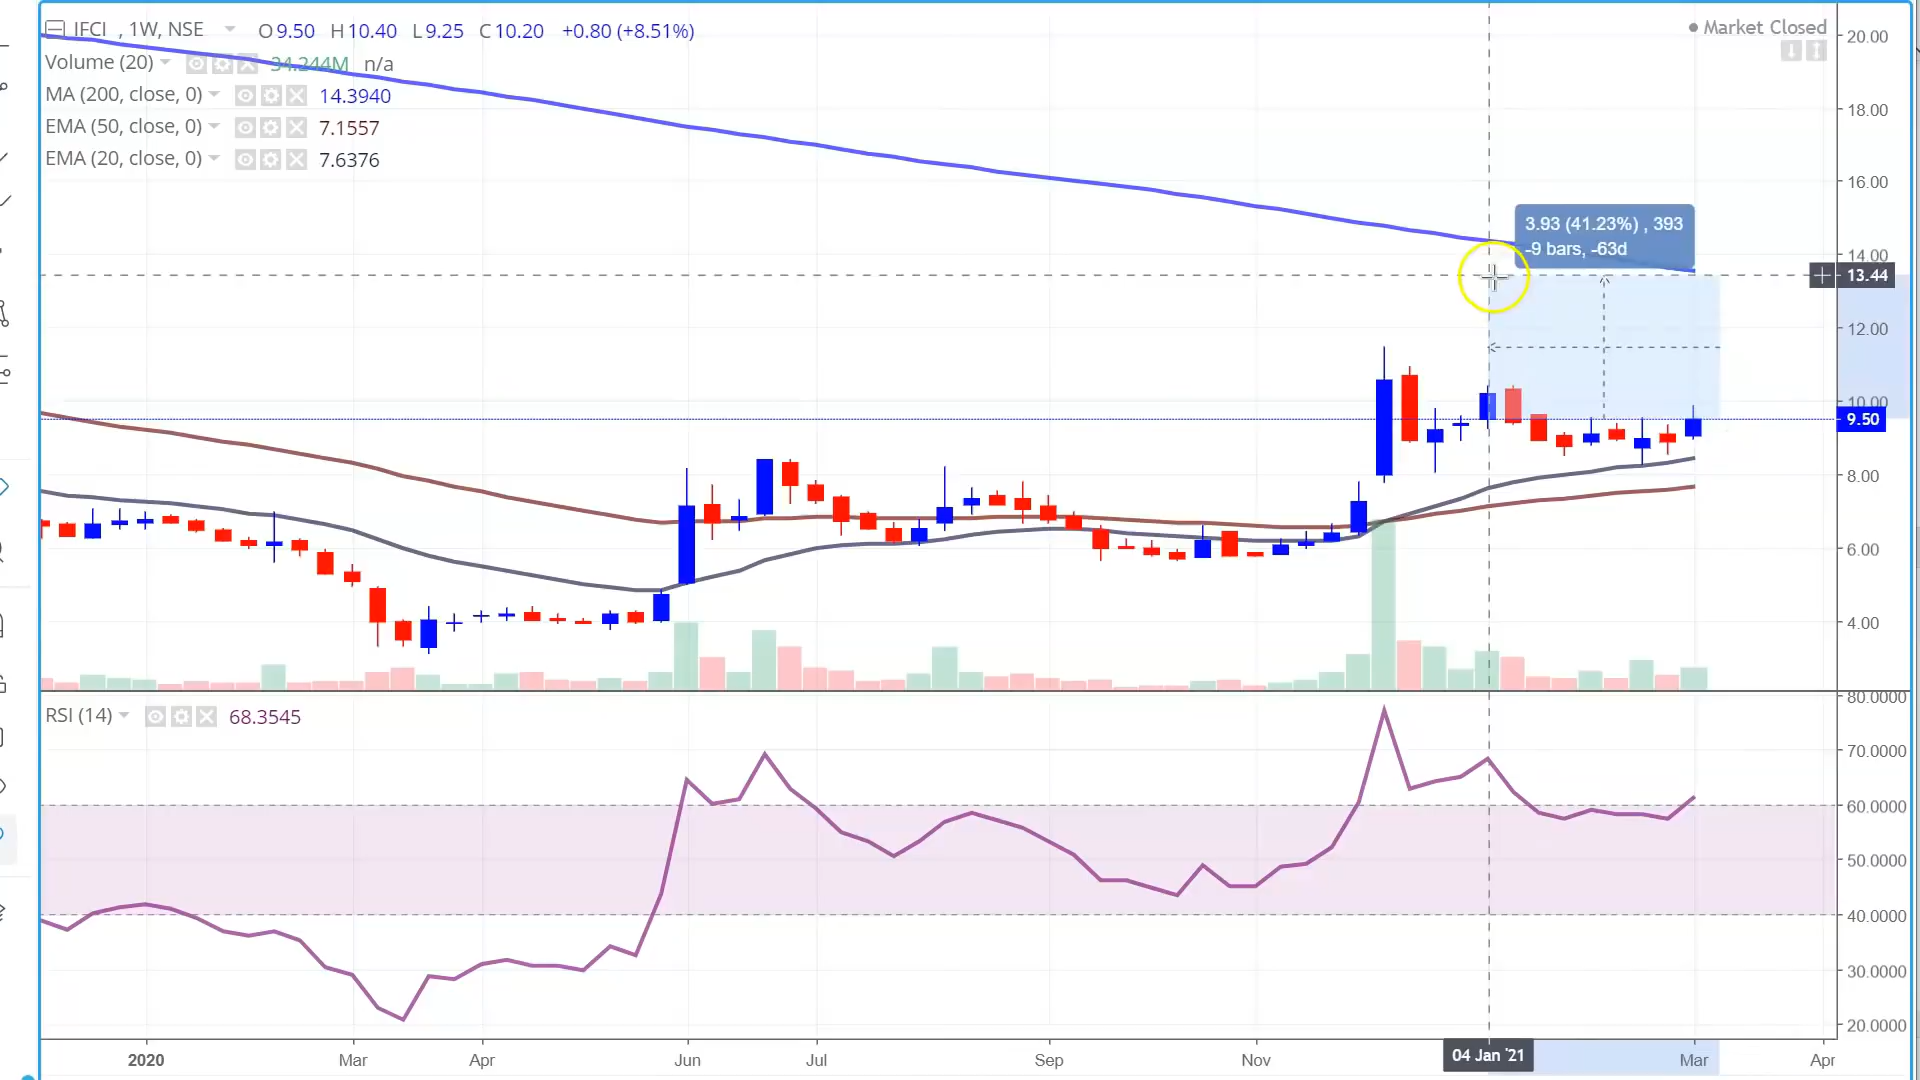 IFCI , 1W, NSE O 9.50 H 10.40 L 9.25 C 10.20 +0.80 (+8.51%)
Market Closed
Volume (20) 34.244M n/a
MA (200, close, 0) 14.3940
EMA (50, close, 0) 7.1557
EMA (20, close, 0) 7.6376
3.93 (41.23%) , 393
-9 bars, -63d
20.00
18.00
16.00
14.00
13.44
12.00
10.00
9.50
8.00
6.00
4.00
RSI (14) 68.3545
80.0000
70.0000
60.0000
50.0000
40.0000
30.0000
20.0000
2020 Mar Apr Jun Jul Sep Nov 04 Jan '21 Mar Apr